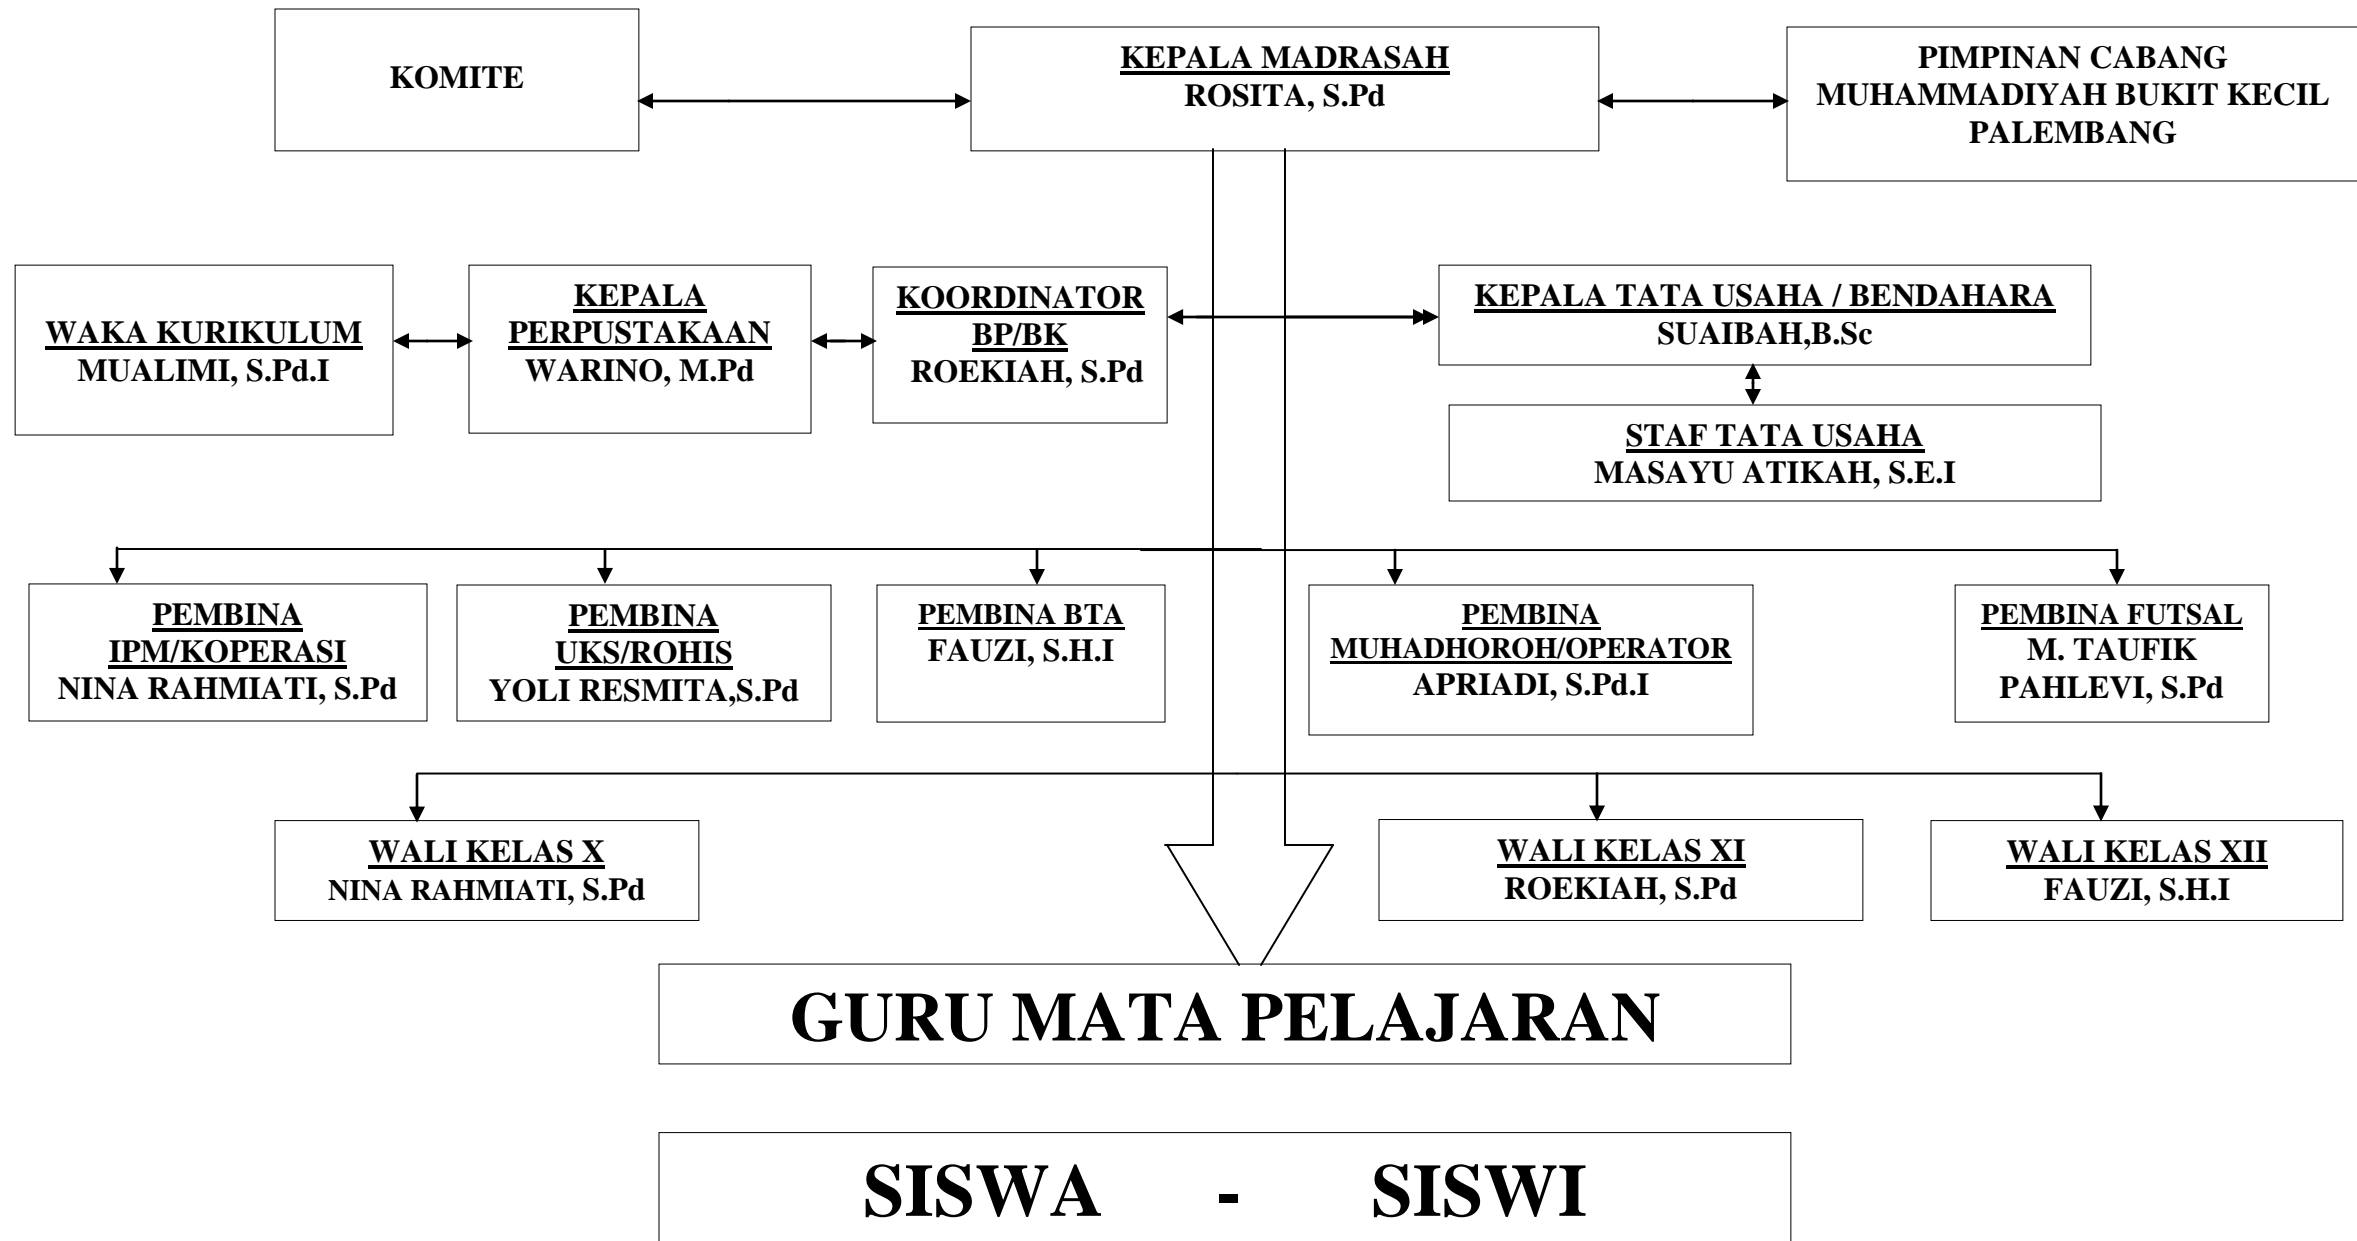 KOMITE
KEPALA MADRASAH
ROSITA, S.Pd
PIMPINAN CABANG
MUHAMMADIYAH BUKIT KECIL
PALEMBANG
WAKA KURIKULUM
MUALIMI, S.Pd.I
KEPALA
PERPUSTAKAAN
WARINO, M.Pd
KOORDINATOR
BP/BK
ROEKIAH, S.Pd
KEPALA TATA USAHA / BENDAHARA
SUAIBAH,B.Sc
STAF TATA USAHA
MASAYU ATIKAH, S.E.I
PEMBINA
IPM/KOPERASI
NINA RAHMIATI, S.Pd
PEMBINA
UKS/ROHIS
YOLI RESMITA,S.Pd
PEMBINA BTA
FAUZI, S.H.I
PEMBINA
MUHADHOROH/OPERATOR
APRIADI, S.Pd.I
PEMBINA FUTSAL
M. TAUFIK
PAHLEVI, S.Pd
WALI KELAS X
NINA RAHMIATI, S.Pd
WALI KELAS XI
ROEKIAH, S.Pd
WALI KELAS XII
FAUZI, S.H.I
GURU MATA PELAJARAN
SISWA - SISWI